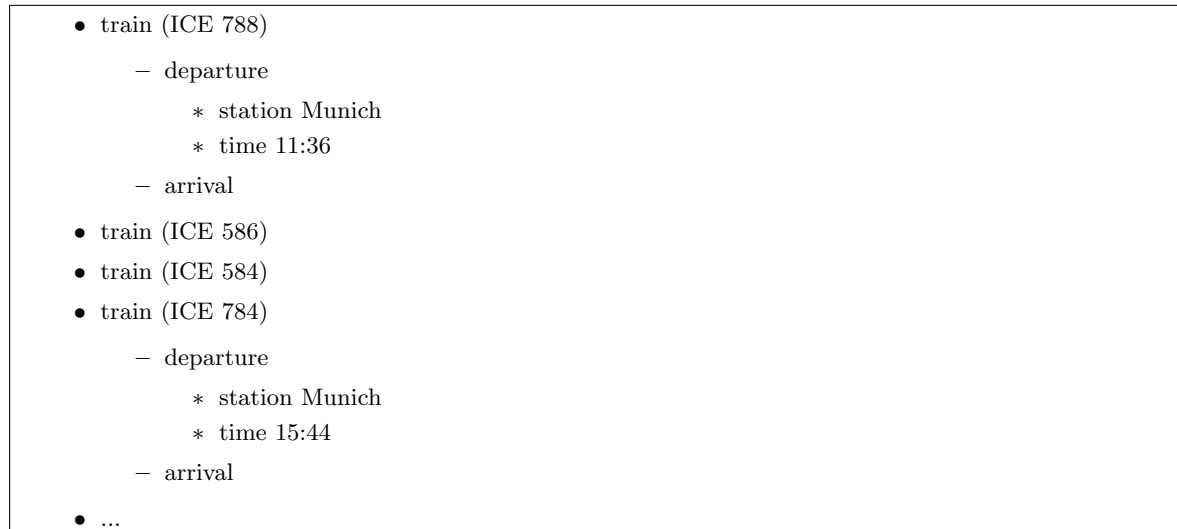 • train (ICE 788)
– departure
∗ station Munich
∗ time 11:36
– arrival
• train (ICE 586)
• train (ICE 584)
• train (ICE 784)
– departure
∗ station Munich
∗ time 15:44
– arrival
• ...